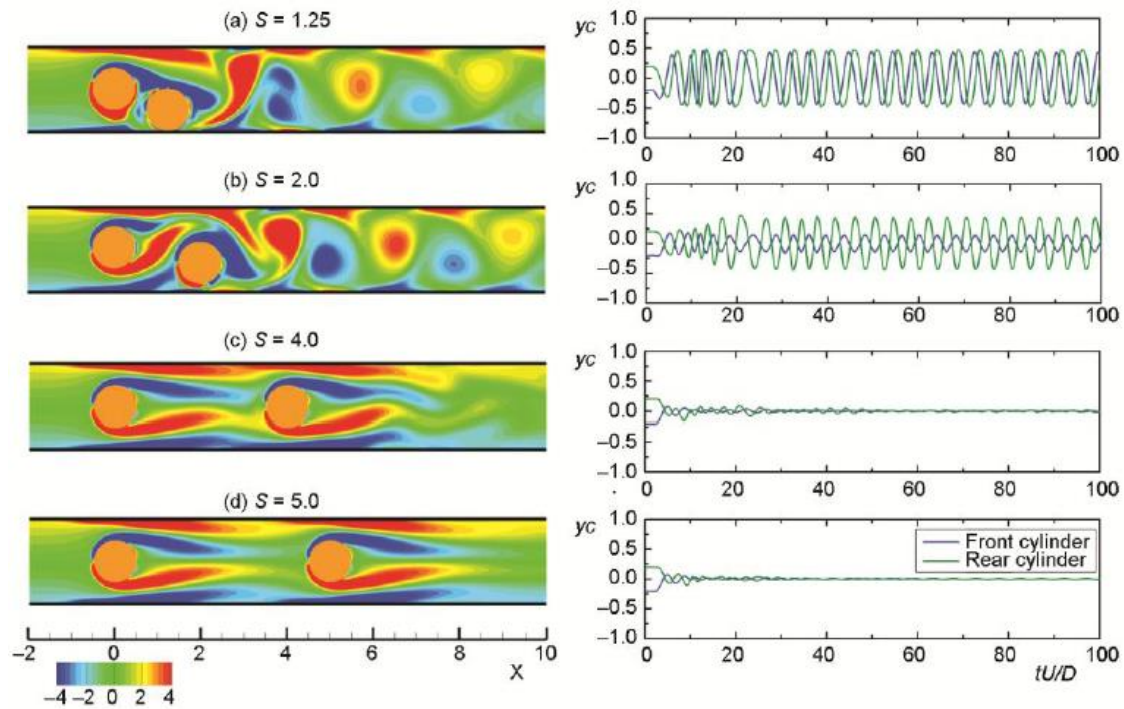 (a) S = 1.25
yc
1.0
0.5
0.0
−0.5
−1.0
0 20 40 60 80 100
(b) S = 2.0
yc
1.0
0.5
0.0
−0.5
−1.0
0 20 40 60 80 100
(c) S = 4.0
yc
1.0
0.5
0.0
−0.5
−1.0
0 20 40 60 80 100
(d) S = 5.0
yc
1.0
0.5
0.0
−0.5
−1.0
Front cylinder
Rear cylinder
0 20 40 60 80 100
tU/D
−2 0 2 4 6 8 10
X
−4 −2 0 2 4